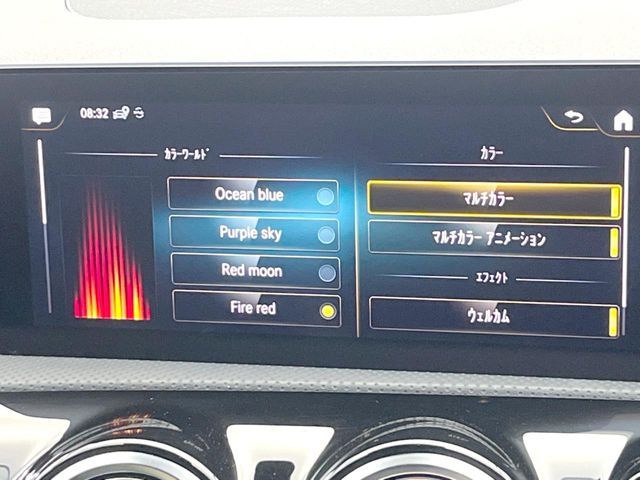 08:32
カラーワールド
Ocean blue
Purple sky
Red moon
Fire red
カラー
マルチカラー
マルチカラー アニメーション
エフェクト
ウェルカム